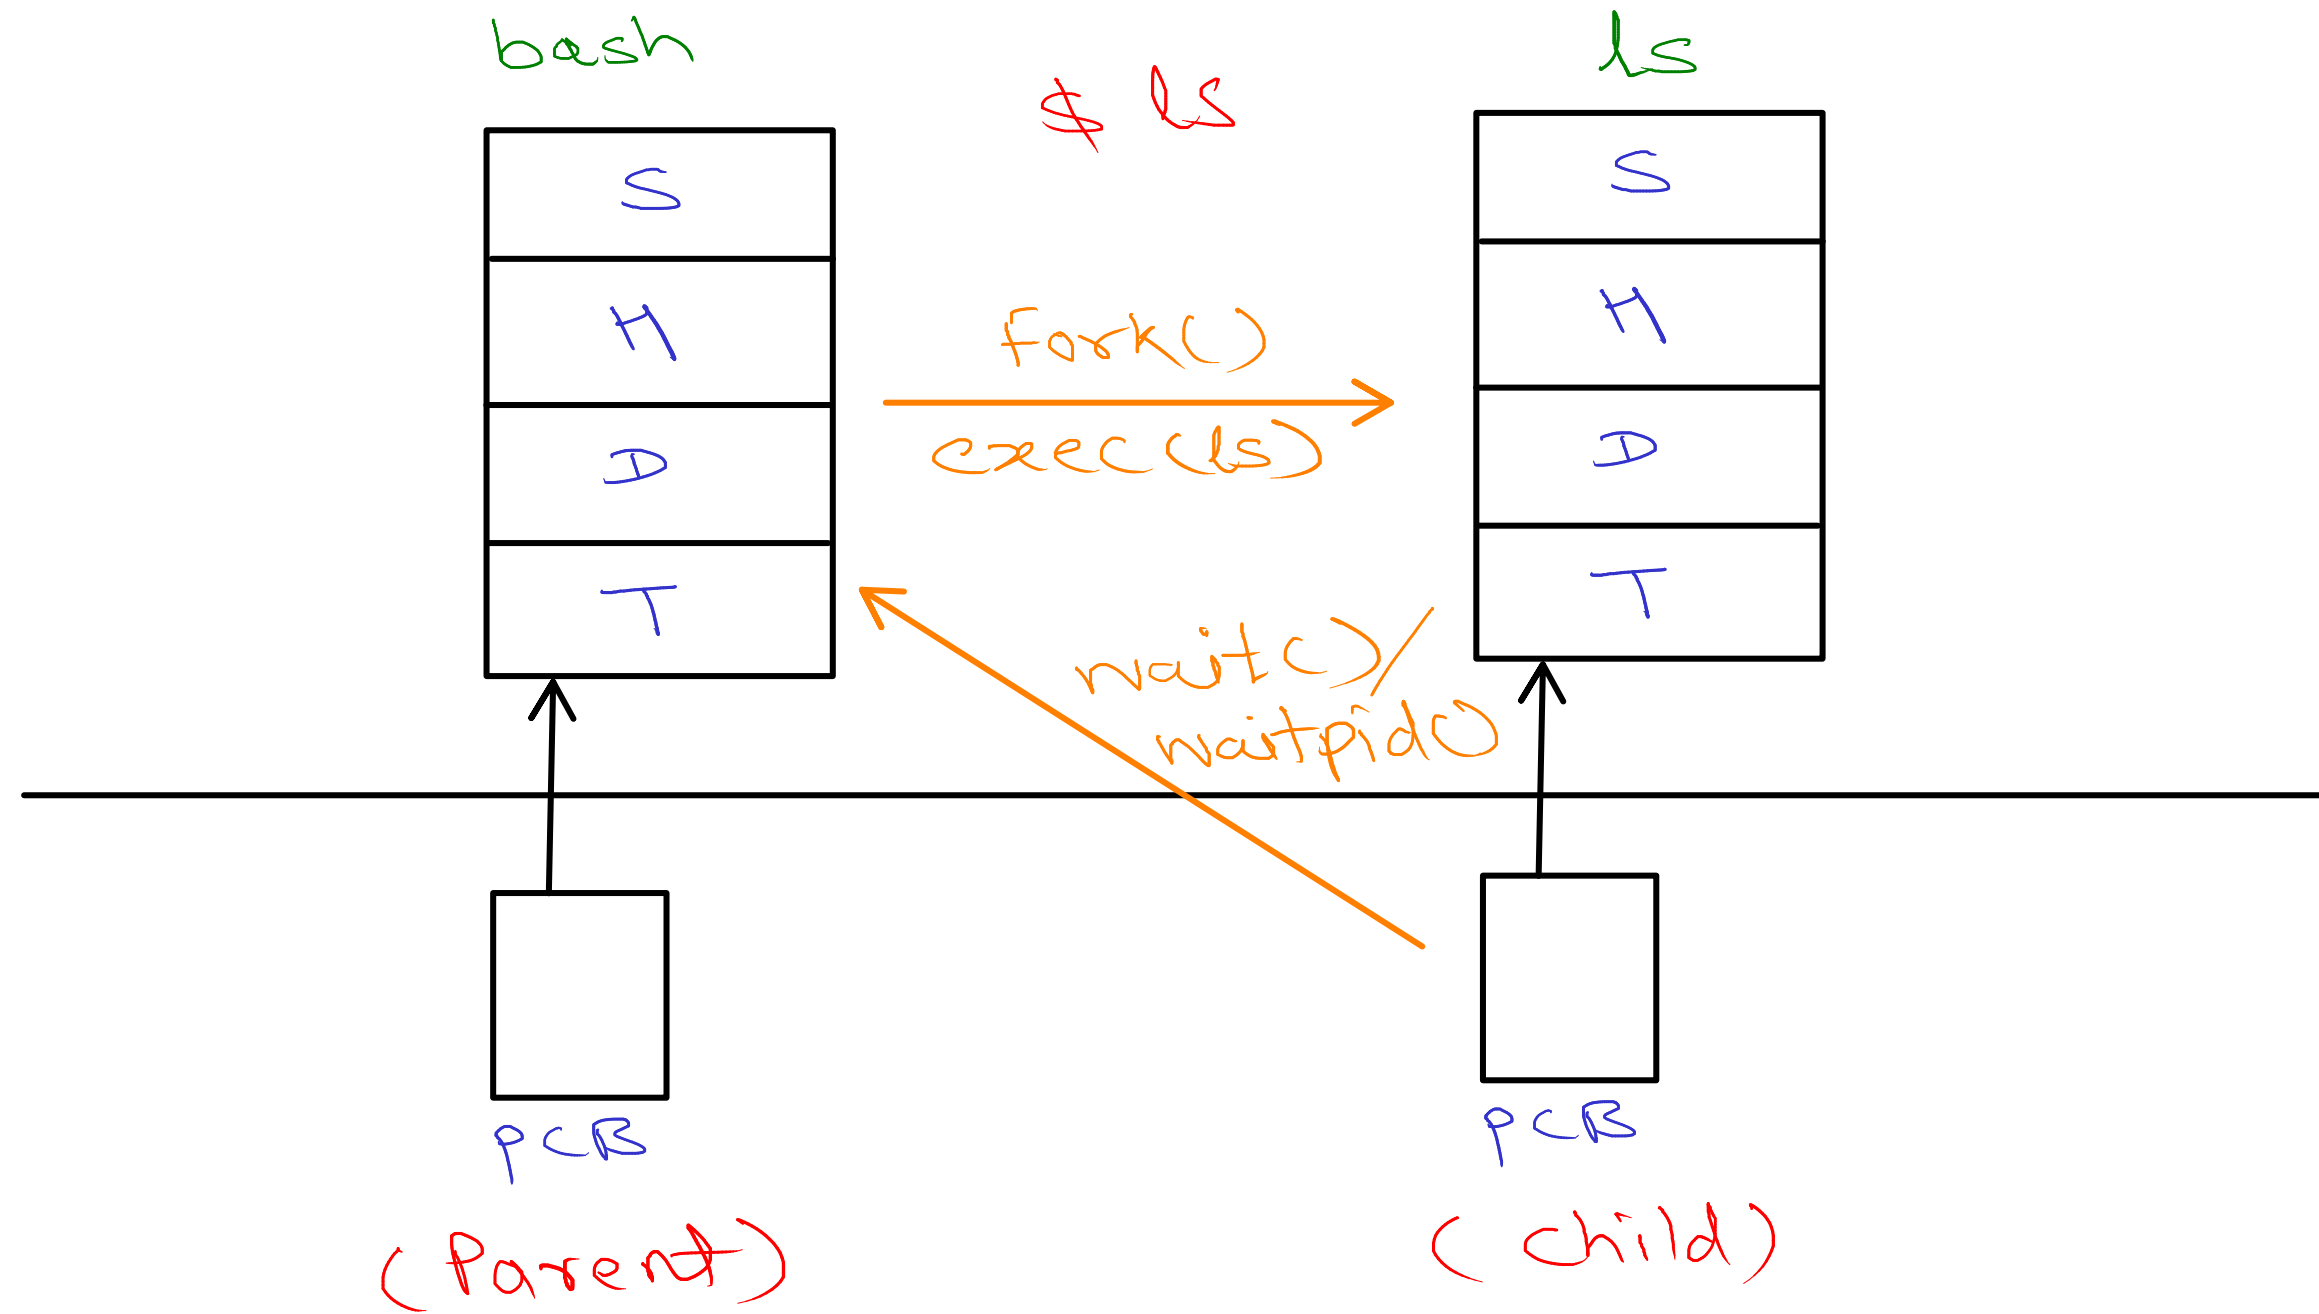 bash
$ ls
ls
S
H
D
T
fork()
exec(ls)
S
H
D
T
wait()/
waitpid()
PCB
(Parent)
PCB
(child)